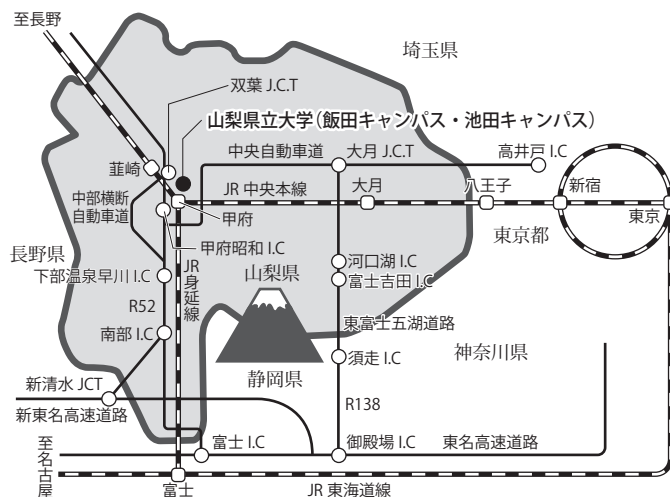 至長野
埼玉県
双葉 J.C.T
山梨県立大学(飯田キャンパス・池田キャンパス)
中央自動車道
大月 J.C.T
高井戸 I.C
韮崎
中部横断
自動車道
JR 中央本線
大月
八王子
新宿
東京
甲府
東京都
長野県
甲府昭和 I.C
下部温泉早川 I.C
JR身延線
山梨県
河口湖 I.C
富士吉田 I.C
R52
南部 I.C
東富士五湖道路
神奈川県
静岡県
須走 I.C
新清水 JCT
新東名高速道路
R138
至名古屋
富士 I.C
御殿場 I.C
東名高速道路
富士
JR 東海道線